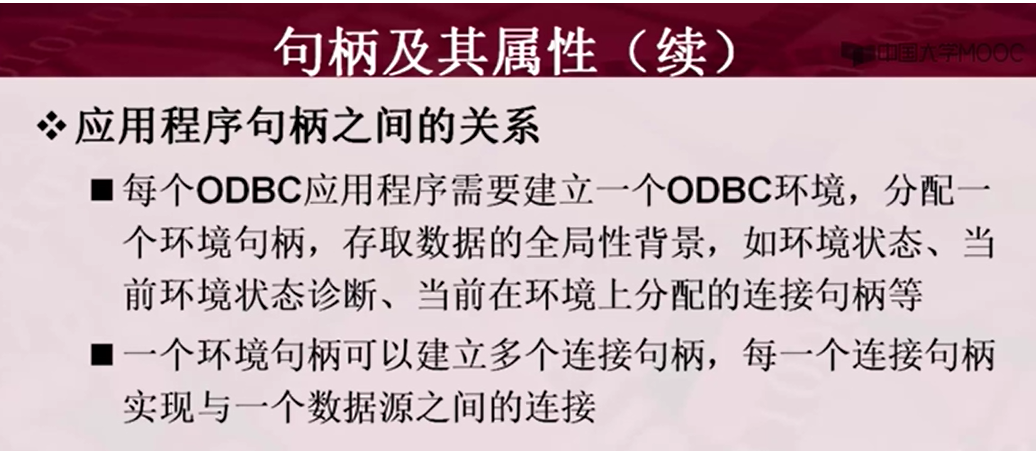 句柄及其属性（续）
中国大学MOOC
❖应用程序句柄之间的关系
■每个ODBC应用程序需要建立一个ODBC环境，分配一
个环境句柄，存取数据的全局性背景，如环境状态、当
前环境状态诊断、当前在环境上分配的连接句柄等
■一个环境句柄可以建立多个连接句柄，每一个连接句柄
实现与一个数据源之间的连接